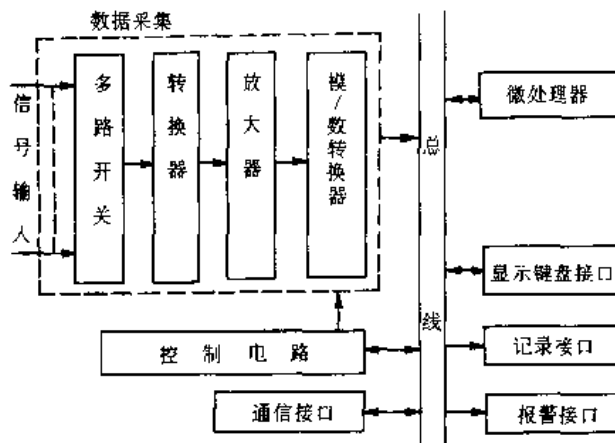 数据采集
信号输入
多路开关
转换器
放大器
模/数转换器
总线
微处理器
显示键盘接口
控制电路
记录接口
通信接口
报警接口